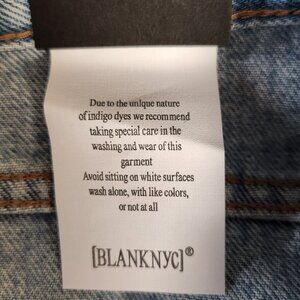 Due to the unique nature
of indigo dyes we recommend
taking special care in the
washing and wear of this
garment
Avoid sitting on white surfaces
wash alone, with like colors,
or not at all
[BLANKNYC]®